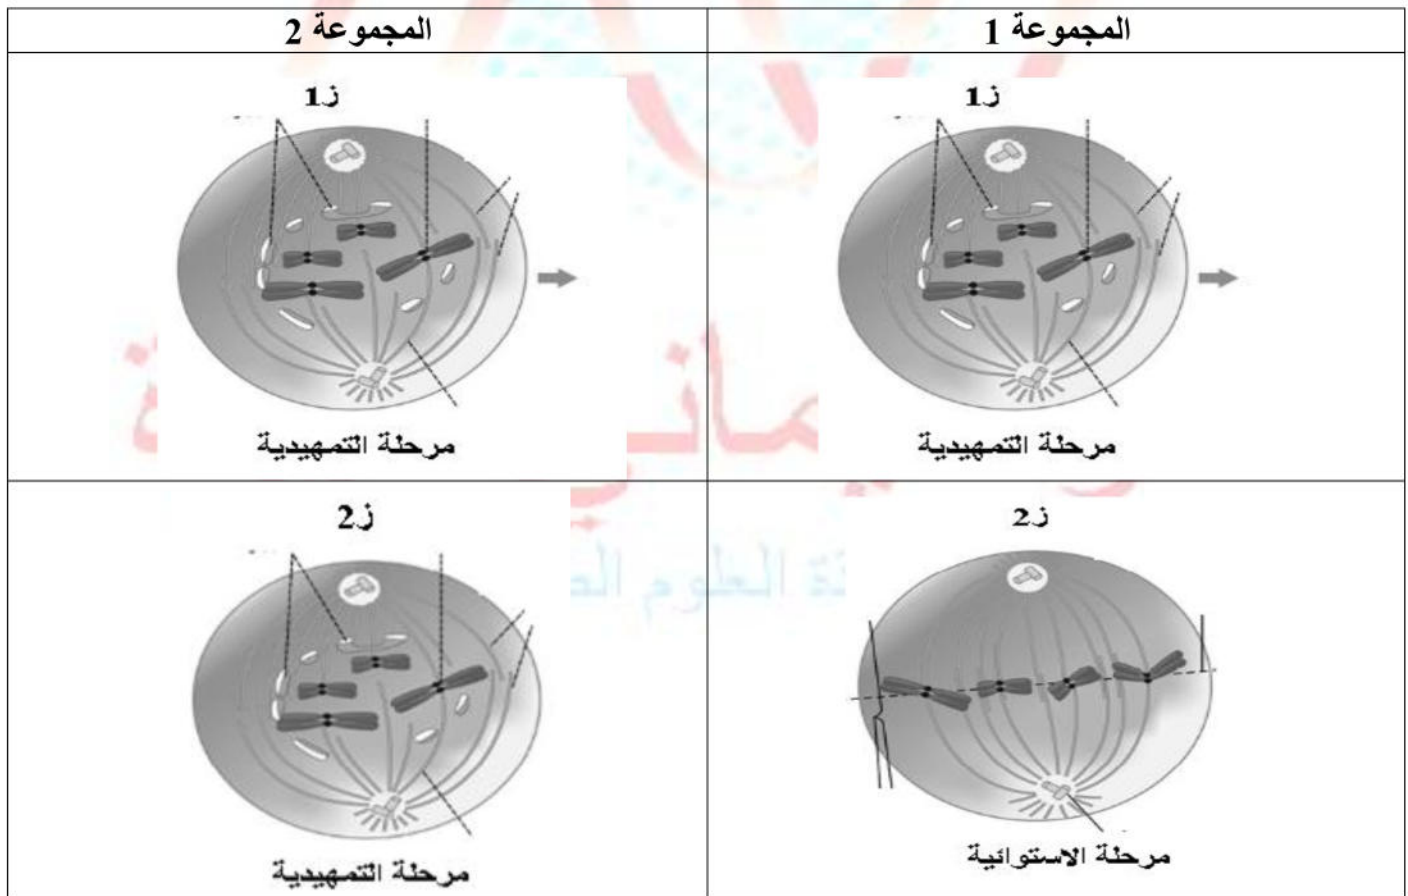 المجموعة 1
المجموعة 2
ز1
ز1
مرحلة التمهيدية
مرحلة التمهيدية
ز2
ز2
مرحلة الاستوائية
مرحلة التمهيدية